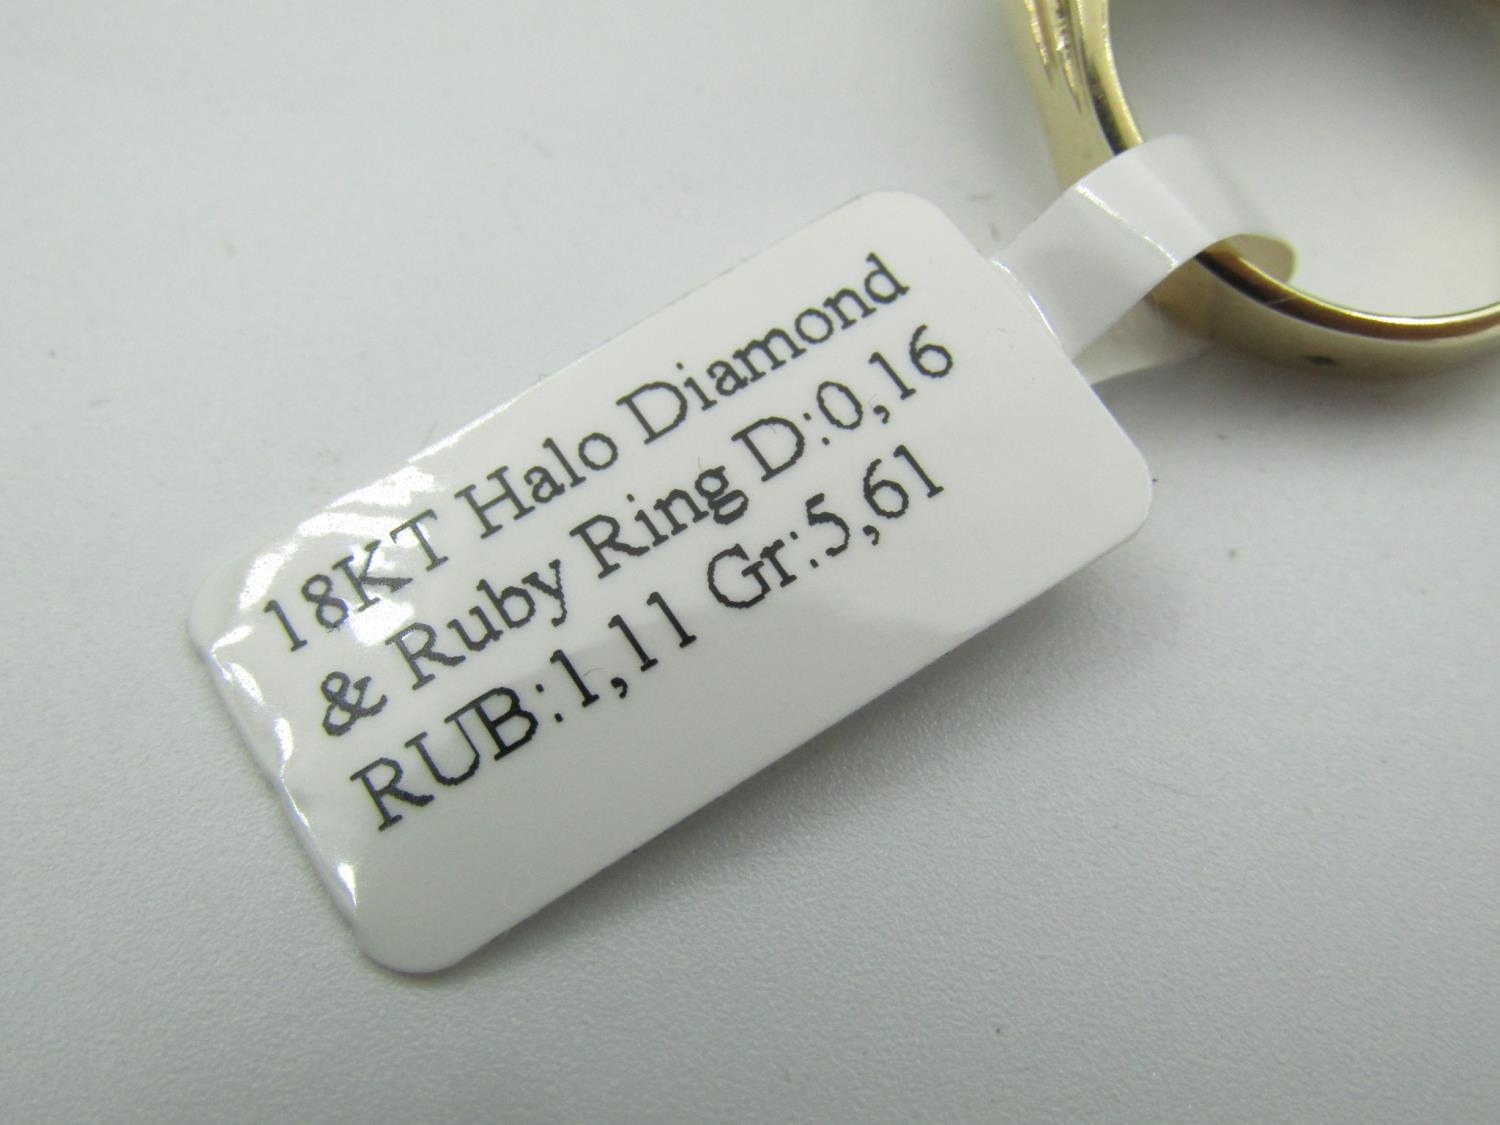 18KT Halo Diamond
& Ruby Ring D:0,16
RUB:1,11 Gr:5,61